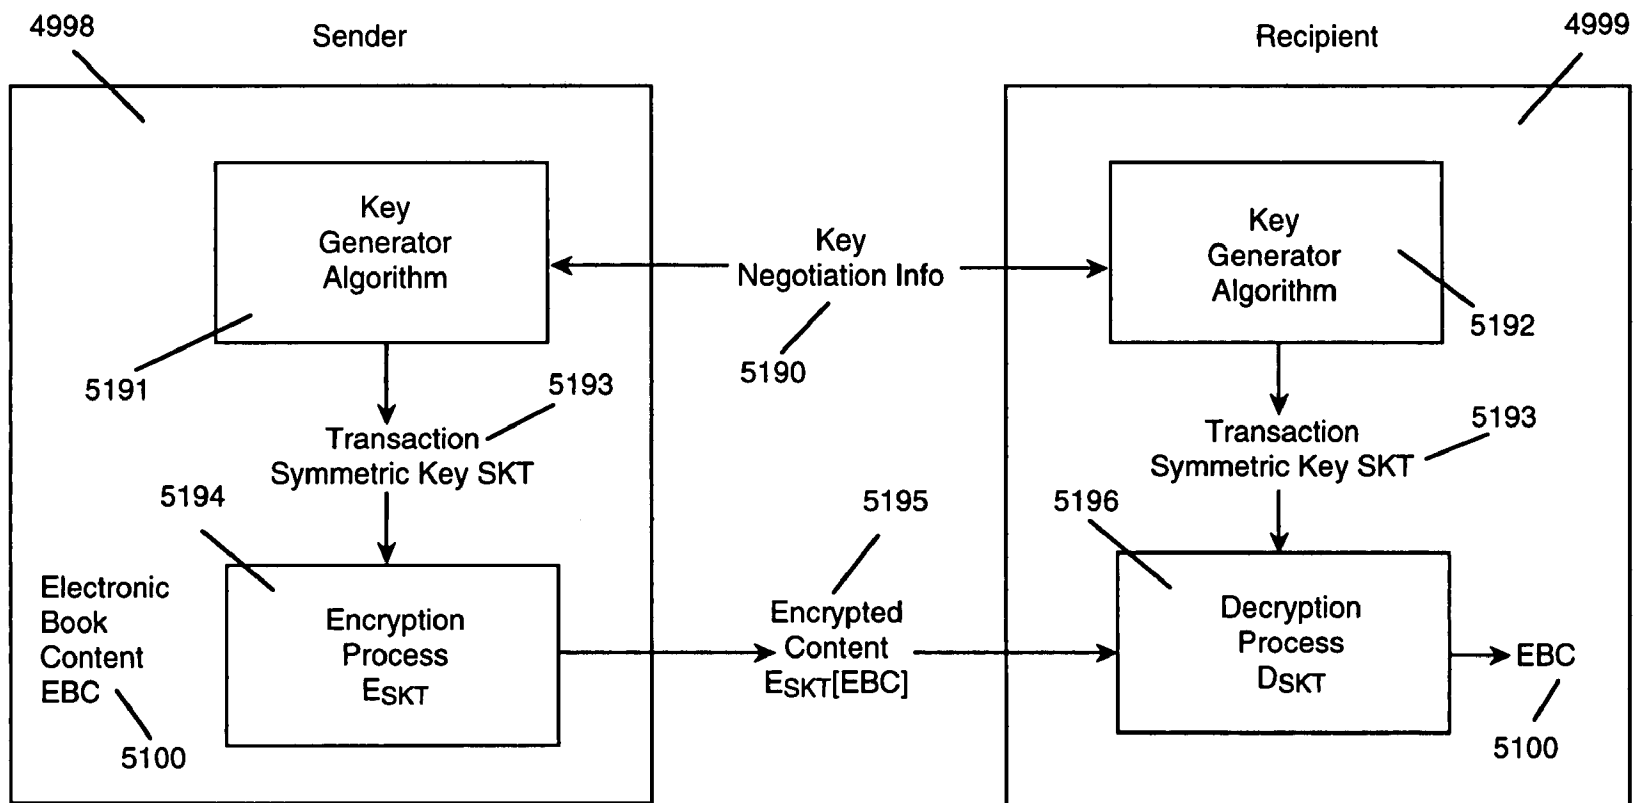 4998
Sender
Recipient
4999
Key
Generator
Algorithm
5191
Key
Negotiation Info
5190
Key
Generator
Algorithm
5192
5193
Transaction
Symmetric Key SKT
5193
Transaction
Symmetric Key SKT
5194
Electronic
Book
Content
EBC
5100
Encryption
Process
ESKT
5195
Encrypted
Content
ESKT[EBC]
5196
Decryption
Process
DSKT
EBC
5100